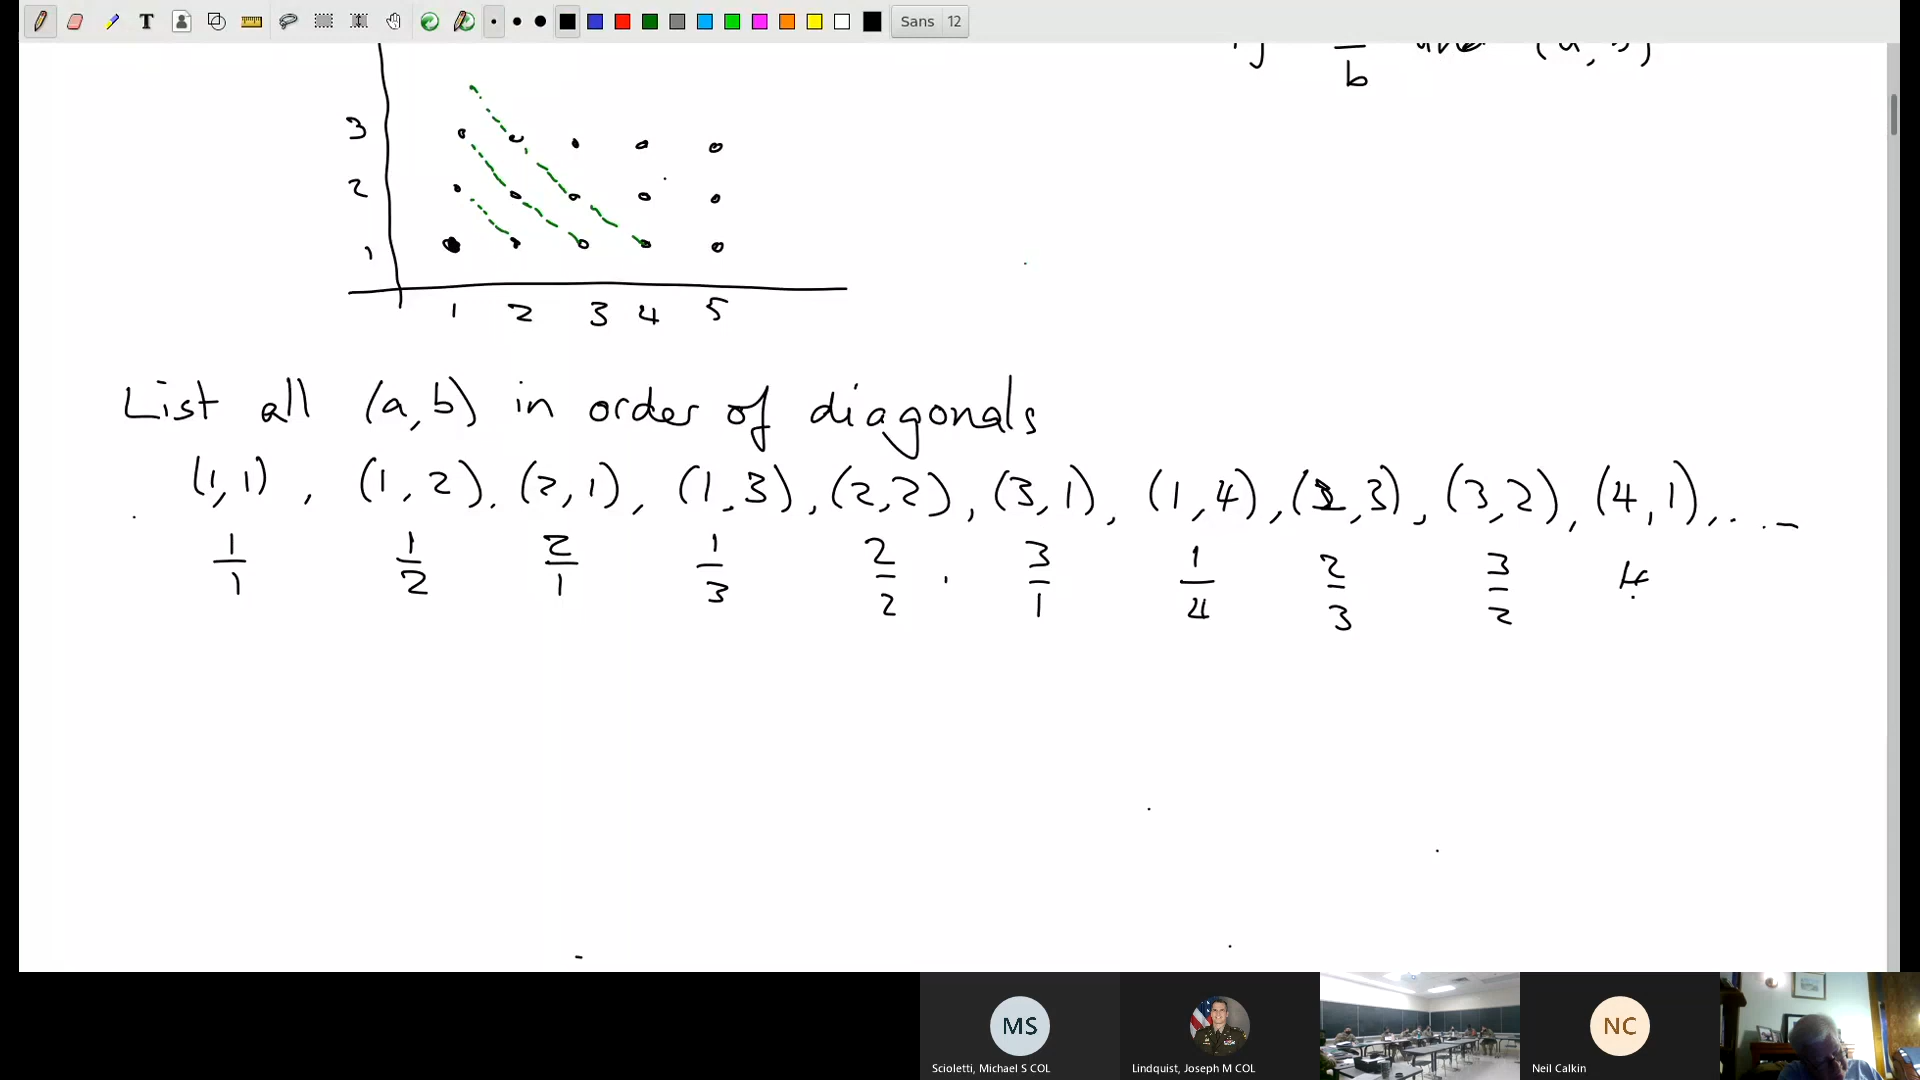 Sans 12
b
3
2
1
1 2 3 4 5
List all (a,b) in order of diagonals
(1,1), (1,2), (2,1), (1,3), (2,2), (3,1), (1,4), (2,3), (3,2), (4,1), ...
1/1 1/2 2/1 1/3 2/2 3/1 1/4 2/3 3/2 4
MS
NC
Scioletti, Michael S COL
Lindquist, Joseph M COL
Neil Calkin